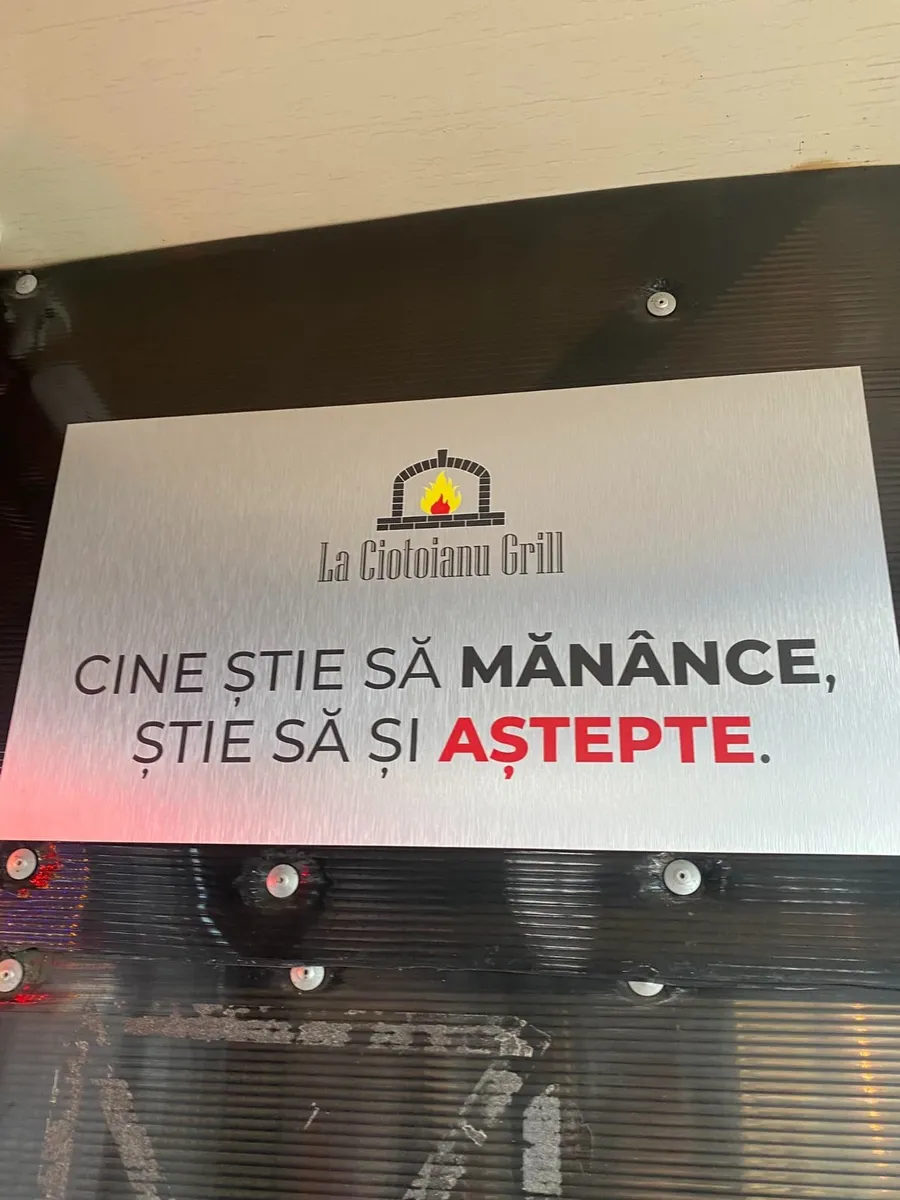 La Ciotoianu Grill
CINE ȘTIE SĂ MĂNÂNCE,
ȘTIE SĂ ȘI AȘTEPTE.